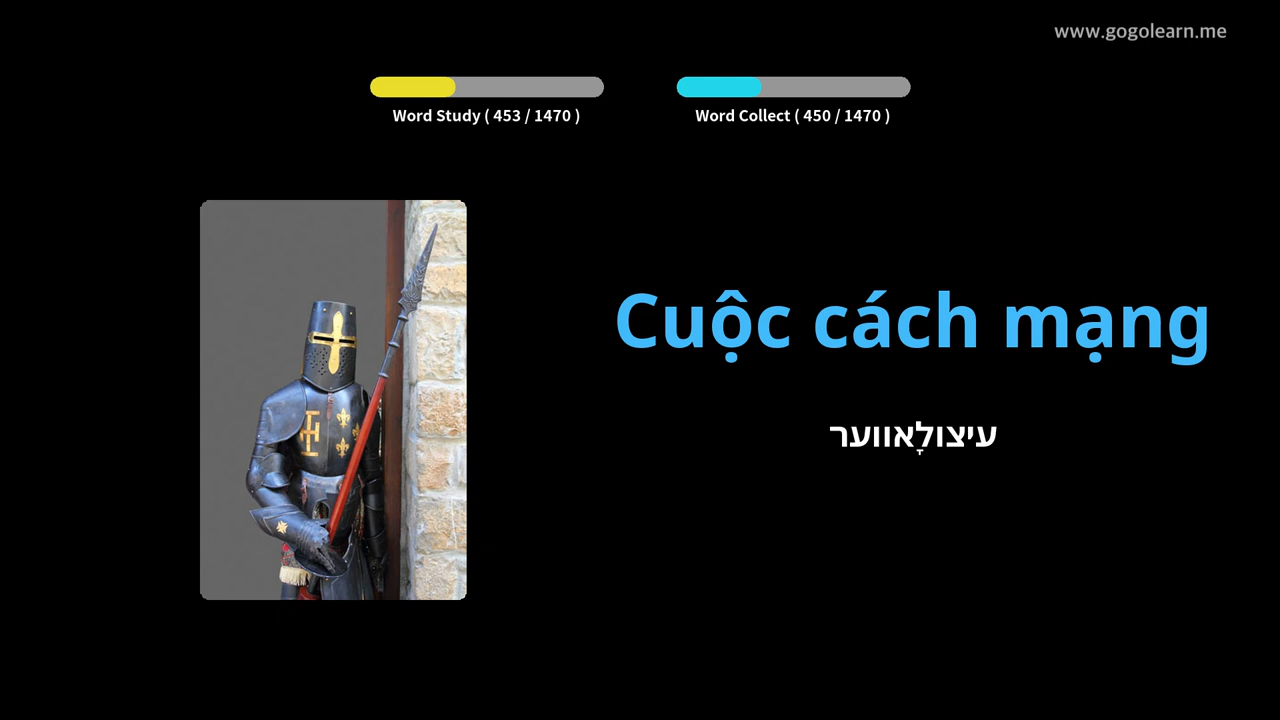 www.gogolearn.me
Word Study ( 453 / 1470 )
Word Collect ( 450 / 1470 )
Cuộc cách mạng
עיצולָאווער